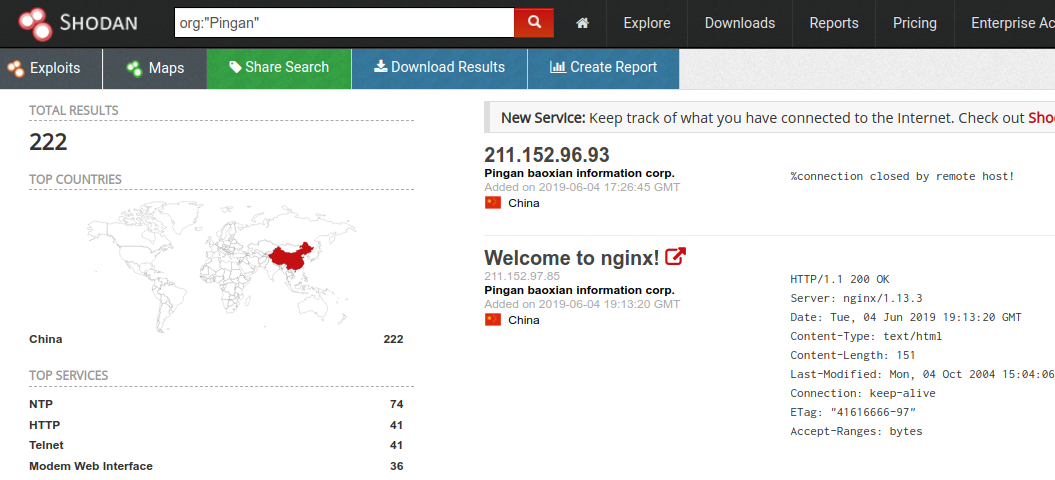 SHODAN org:"Pingan" Explore Downloads Reports Pricing Enterprise Ac
Exploits Maps Share Search Download Results Create Report
TOTAL RESULTS
222
TOP COUNTRIES
China 222
TOP SERVICES
NTP 74
HTTP 41
Telnet 41
Modem Web Interface 36
New Service: Keep track of what you have connected to the Internet. Check out Sho
211.152.96.93
Pingan baoxian information corp.
Added on 2019-06-04 17:26:45 GMT
China
%connection closed by remote host!
Welcome to nginx!
211.152.97.85
Pingan baoxian information corp.
Added on 2019-06-04 19:13:20 GMT
China
HTTP/1.1 200 OK
Server: nginx/1.13.3
Date: Tue, 04 Jun 2019 19:13:20 GMT
Content-Type: text/html
Content-Length: 151
Last-Modified: Mon, 04 Oct 2004 15:04:06
Connection: keep-alive
ETag: "41616666-97"
Accept-Ranges: bytes